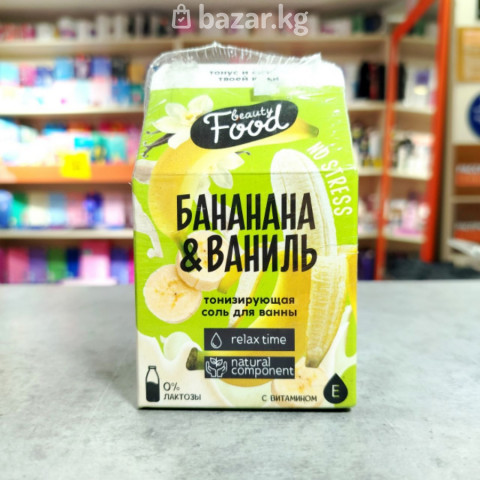 bazar.kg
beauty
Food
NO STRESS
БАНАНАНА
&ВАНИЛЬ
тонизирующая
соль для ванны
relax time
natural
component
0%
ЛАКТОЗЫ
С ВИТАМИНОМ
E